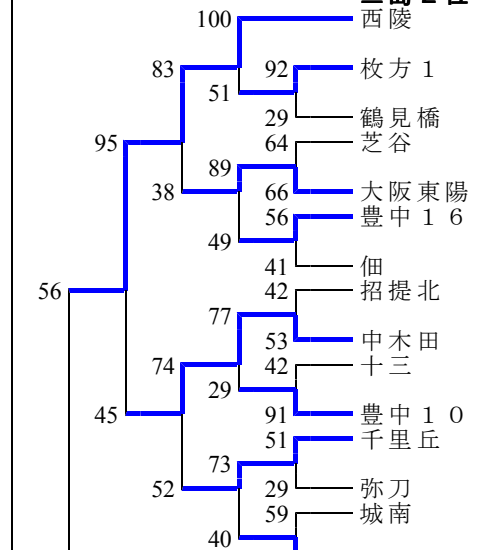 100 西陵
83 92 枚方１
51
29 鶴見橋
95 64 芝谷
89
38 66 大阪東陽
56 豊中１６
49
41 佃
56 42 招提北
77
53 中木田
74 42 十三
29
45 91 豊中１０
51 千里丘
73
52 29 弥刀
59 城南
40